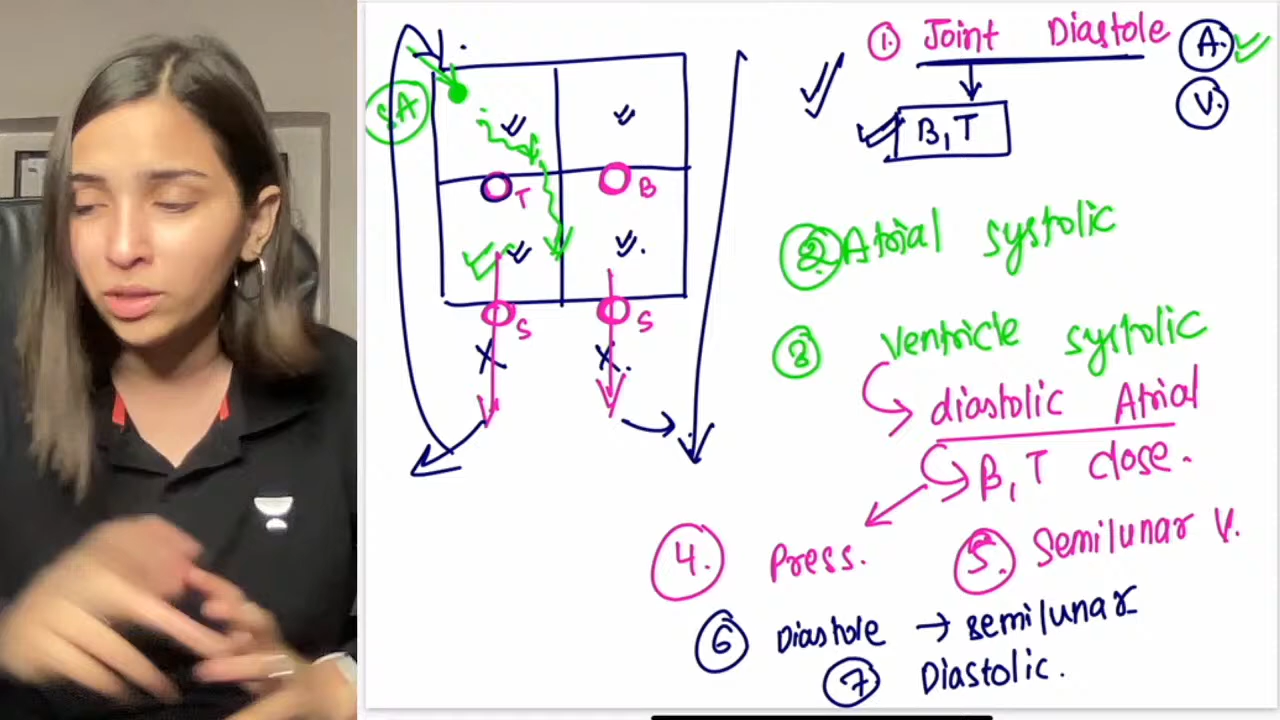 1. Joint Diastole
A.
V.
B, T
SA
T
B
S
S
X
X.
2. Atrial systolic
3 Ventricle systolic
diastolic Atrial
B, T close.
4. Press.
5. Semilunar V.
6 Diastole → semilunar
7 Diastolic.